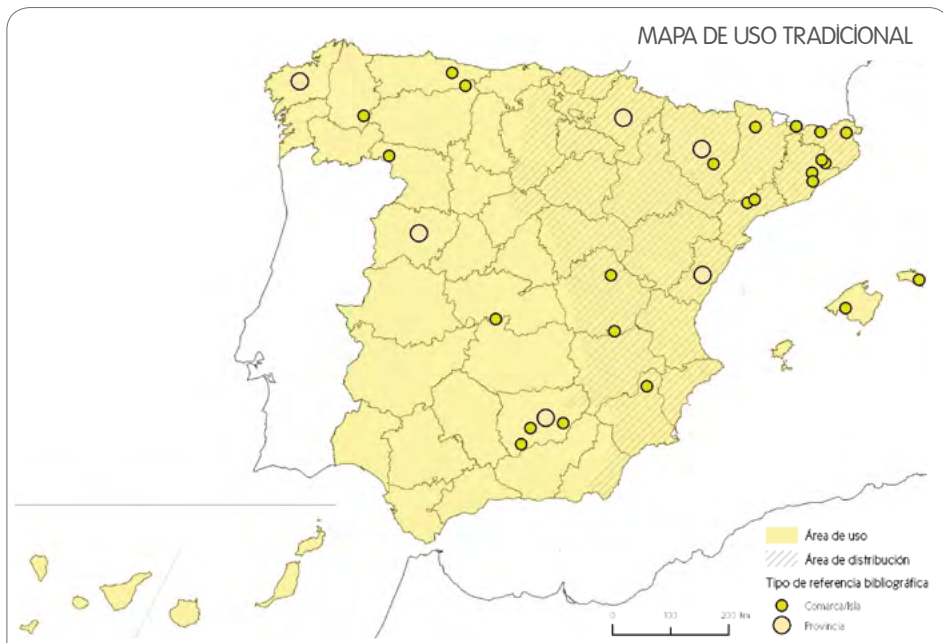 MAPA DE USO TRADICIONAL
Área de uso
Área de distribución
Tipo de referencia bibliográfica
Comarca/Isla
Provincia
0 100 200 Km